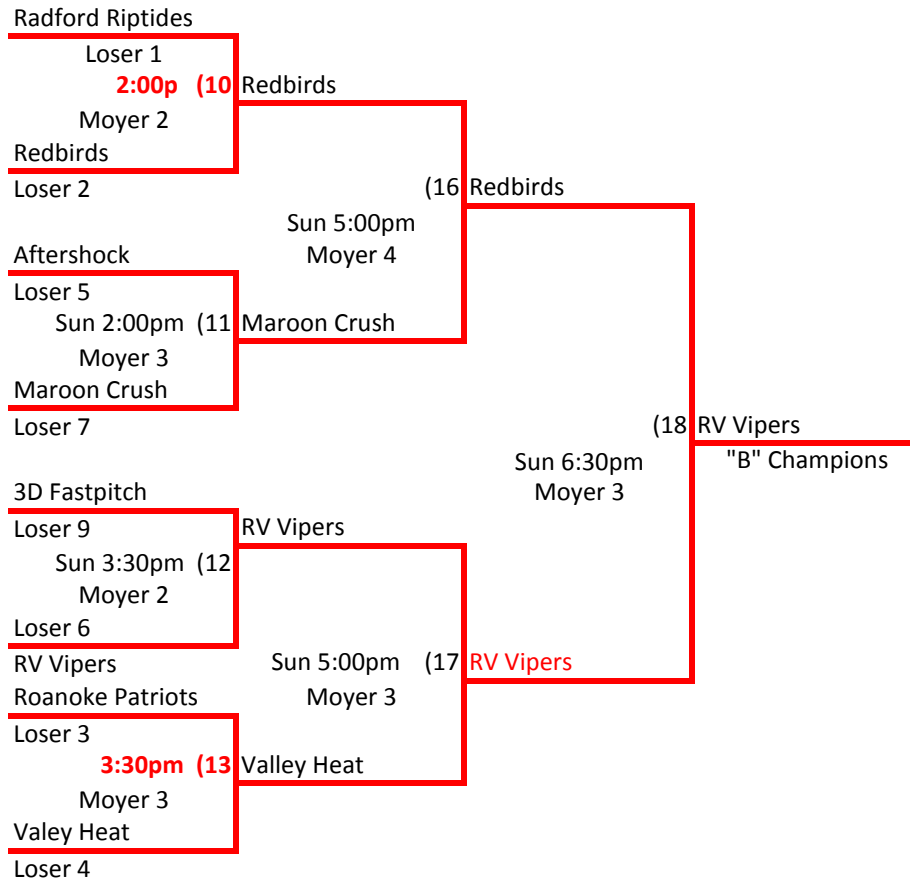 Radford Riptides
Loser 1
2:00p (10 Redbirds
Moyer 2
Redbirds
Loser 2
(16 Redbirds
Sun 5:00pm
Moyer 4
Aftershock
Loser 5
Sun 2:00pm (11 Maroon Crush
Moyer 3
Maroon Crush
Loser 7
(18 RV Vipers
"B" Champions
Sun 6:30pm
Moyer 3
3D Fastpitch
Loser 9
RV Vipers
Sun 3:30pm (12
Moyer 2
Loser 6
RV Vipers
Sun 5:00pm (17 RV Vipers
Moyer 3
Roanoke Patriots
Loser 3
3:30pm (13 Valley Heat
Moyer 3
Valey Heat
Loser 4